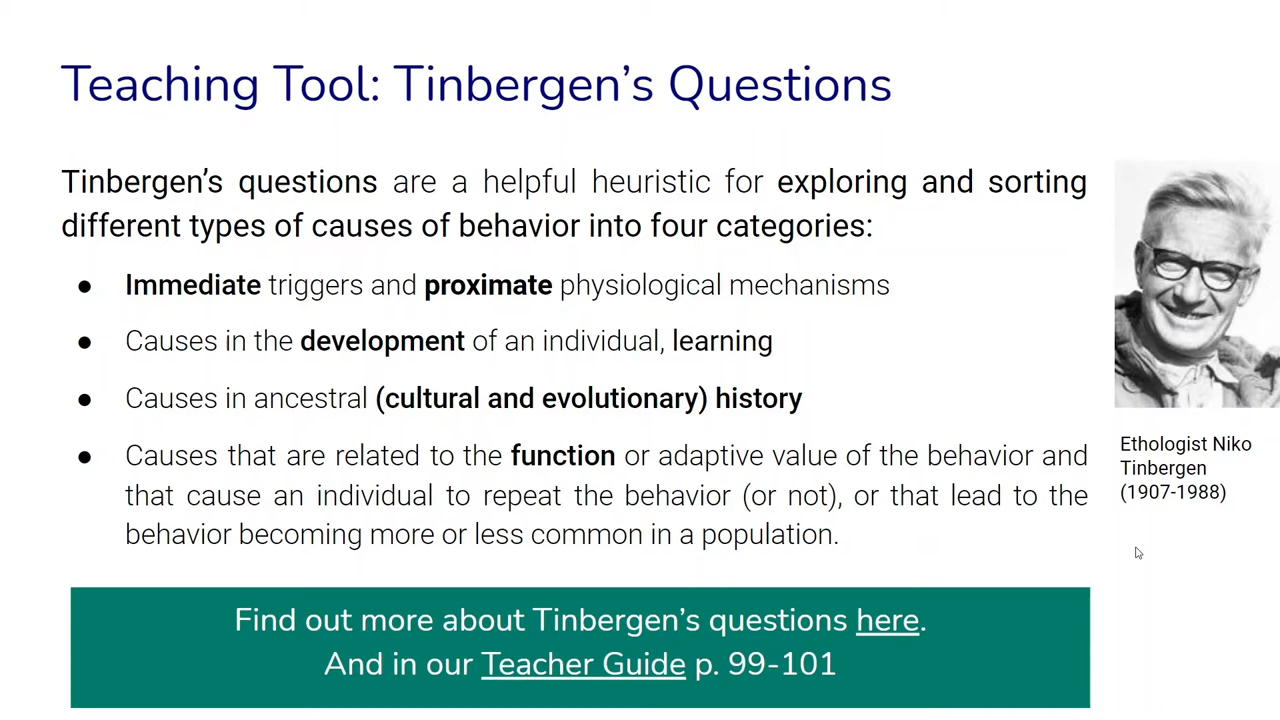 Teaching Tool: Tinbergen's Questions
Tinbergen's questions are a helpful heuristic for exploring and sorting
different types of causes of behavior into four categories:
● Immediate triggers and proximate physiological mechanisms
● Causes in the development of an individual, learning
● Causes in ancestral (cultural and evolutionary) history
● Causes that are related to the function or adaptive value of the behavior and
that cause an individual to repeat the behavior (or not), or that lead to the
behavior becoming more or less common in a population.
Ethologist Niko
Tinbergen
(1907-1988)
Find out more about Tinbergen's questions here.
And in our Teacher Guide p. 99-101